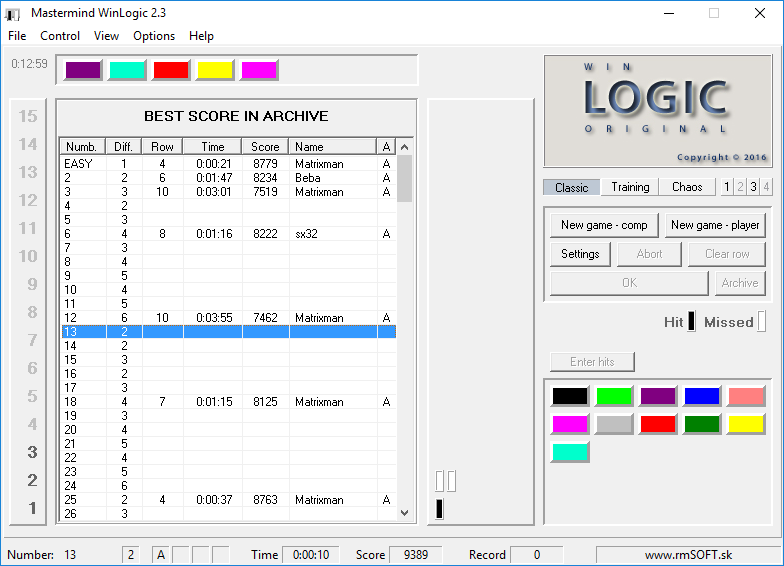 Mastermind WinLogic 2.3
File Control View Options Help
0:12:59
WIN
LOGIC
ORIGINAL
Copyright © 2016
15
14
13
12
11
10
9
8
7
6
5
4
3
2
1
BEST SCORE IN ARCHIVE
Numb. Diff. Row Time Score Name A
EASY 1 4 0:00:21 8779 Matrixman A
2 2 6 0:01:47 8234 Beba A
3 3 10 0:03:01 7519 Matrixman A
4 2
5 3
6 4 8 0:01:16 8222 sx32 A
7 3
8 4
9 5
10 4
11 5
12 6 10 0:03:55 7462 Matrixman A
13 2
14 2
15 3
16 2
17 3
18 4 7 0:01:15 8125 Matrixman A
19 3
20 4
21 5
22 4
23 5
24 6
25 2 4 0:00:37 8763 Matrixman A
26 3
Classic Training Chaos 1 2 3 4
New game - comp New game - player
Settings Abort Clear row
OK Archive
Hit Missed
Enter hits
Number: 13 2 A Time 0:00:10 Score 9389 Record 0 www.rmSOFT.sk